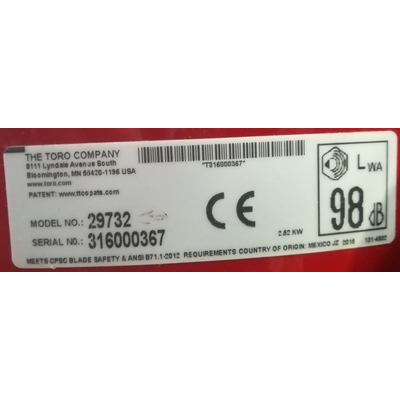 THE TORO COMPANY
8111 Lyndale Avenue South
Bloomington, MN 55420-1196 USA
www.toro.com
PATENT: www.ttcopats.com
"T316000367"
LWA
98 dB
MODEL NO.: 29732
SERIAL NO.: 316000367
CE
2.62 KW
MEETS CPSC BLADE SAFETY & ANSI B71.1-2012 REQUIREMENTS COUNTRY OF ORIGIN: MEXICO JZ 2016